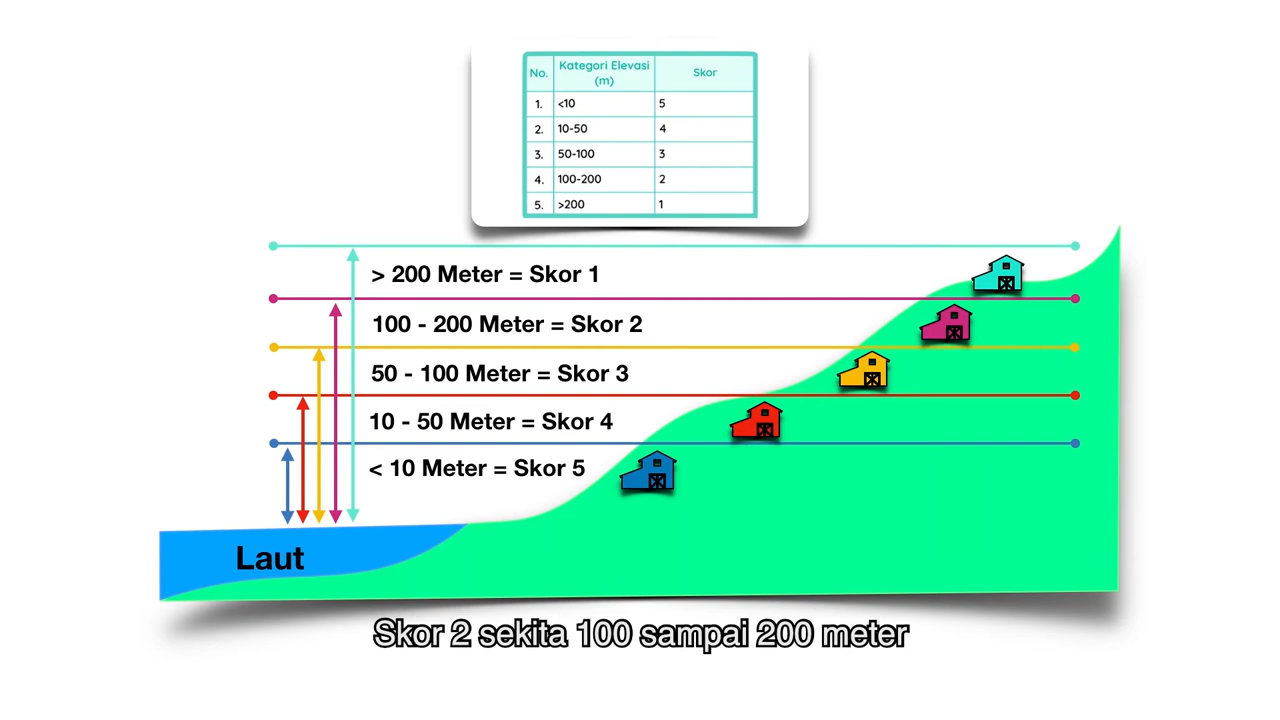 No. Kategori Elevasi (m) Skor
1. <10 5
2. 10-50 4
3. 50-100 3
4. 100-200 2
5. >200 1
> 200 Meter = Skor 1
100 - 200 Meter = Skor 2
50 - 100 Meter = Skor 3
10 - 50 Meter = Skor 4
< 10 Meter = Skor 5
Laut
Skor 2 sekita 100 sampai 200 meter